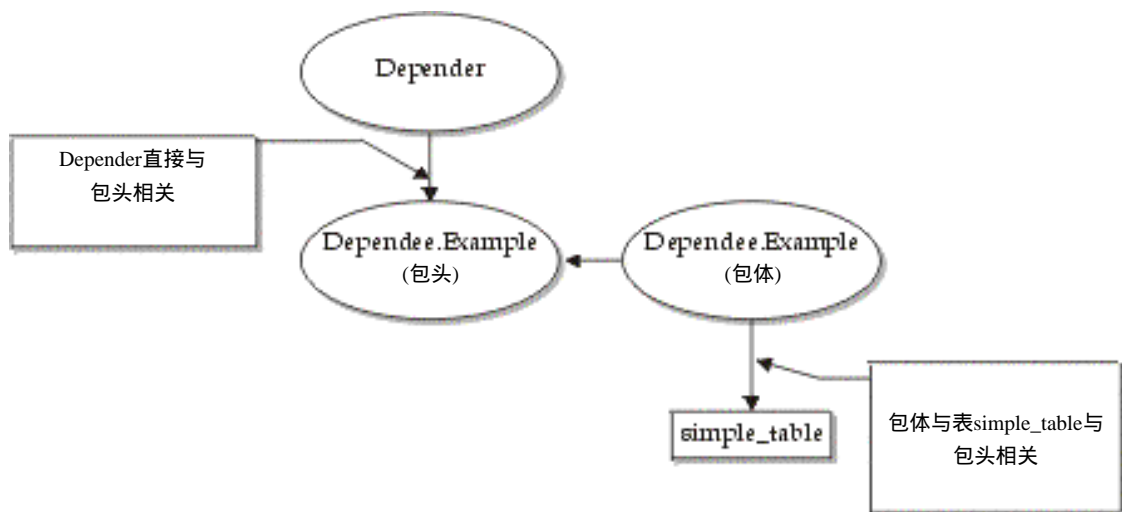 Depender
Depender直接与
包头相关
Dependee.Example
(包头)
Dependee.Example
(包体)
simple_table
包体与表simple_table与
包头相关